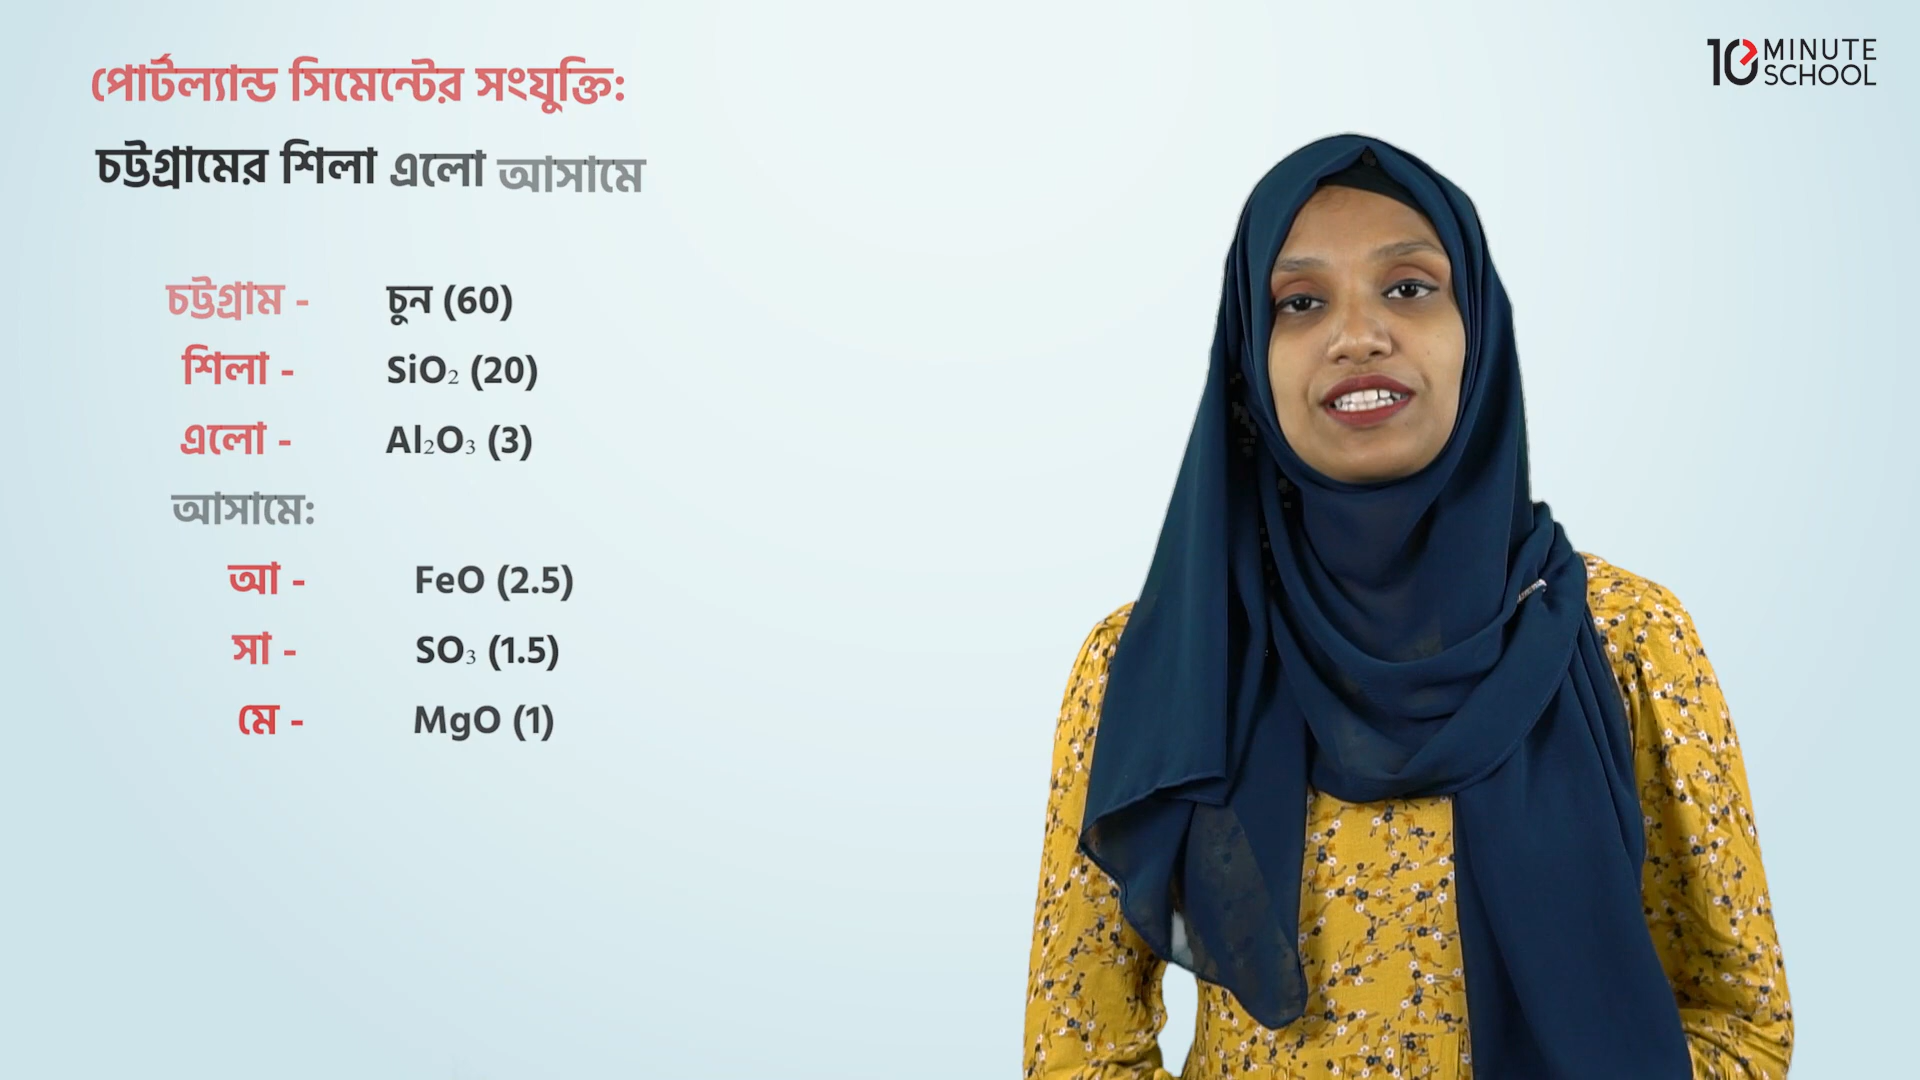 পোর্টল্যান্ড সিমেন্টের সংযুক্তি:
চট্টগ্রামের শিলা এলো আসামে
চট্টগ্রাম - চুন (60)
শিলা - SiO₂ (20)
এলো - Al₂O₃ (3)
আসামে:
আ - FeO (2.5)
সা - SO₃ (1.5)
মে - MgO (1)
10 MINUTE
SCHOOL